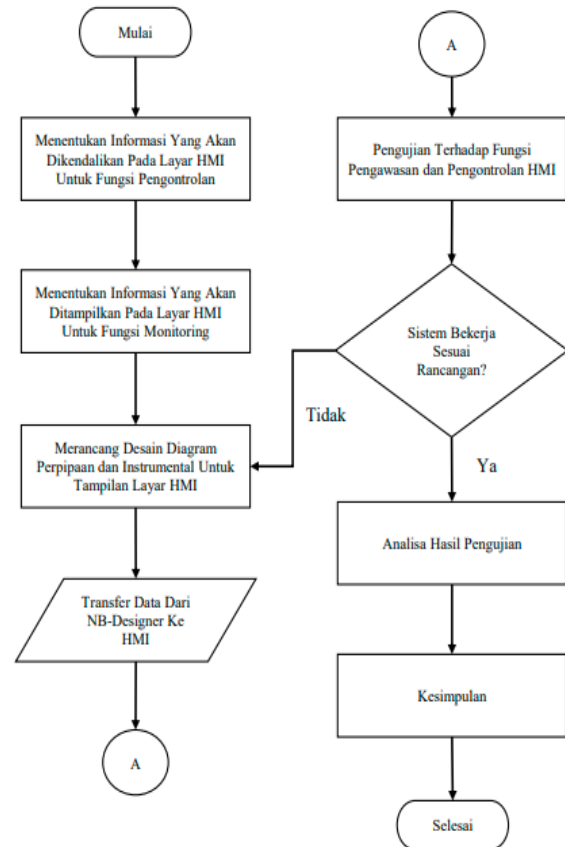 Mulai
Menentukan Informasi Yang Akan
Dikendalikan Pada Layar HMI
Untuk Fungsi Pengontrolan
Menentukan Informasi Yang Akan
Ditampilkan Pada Layar HMI
Untuk Fungsi Monitoring
Merancang Desain Diagram
Perpipaan dan Instrumental Untuk
Tampilan Layar HMI
Transfer Data Dari
NB-Designer Ke
HMI
A
A
Pengujian Terhadap Fungsi
Pengawasan dan Pengontrolan HMI
Sistem Bekerja
Sesuai
Rancangan?
Tidak
Ya
Analisa Hasil Pengujian
Kesimpulan
Selesai